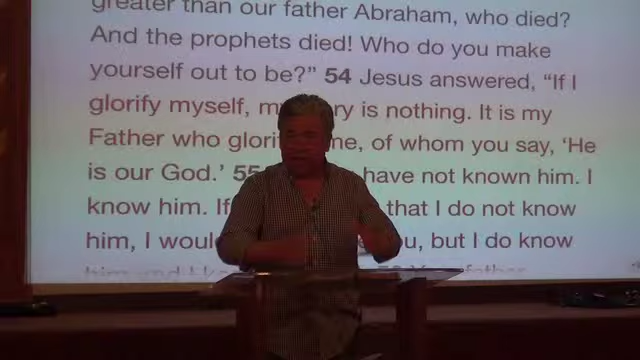 greater than our father Abraham, who died?
And the prophets died! Who do you make
yourself out to be?” 54 Jesus answered, “If I
glorify myself, my is nothing. It is my
Father who me, of whom you say, ‘He
is our God.’ 55 have not known him. I
know him. If that I do not know
him, I but I do know